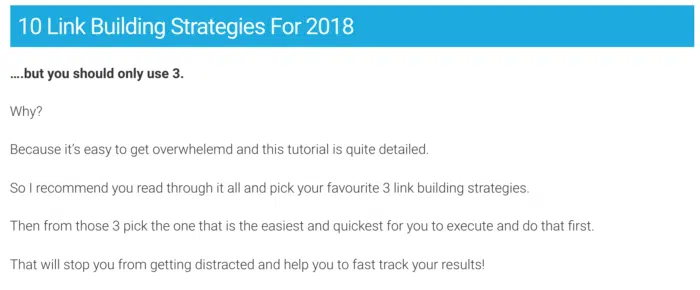 10 Link Building Strategies For 2018
....but you should only use 3.
Why?
Because it's easy to get overwhelemd and this tutorial is quite detailed.
So I recommend you read through it all and pick your favourite 3 link building strategies.
Then from those 3 pick the one that is the easiest and quickest for you to execute and do that first.
That will stop you from getting distracted and help you to fast track your results!